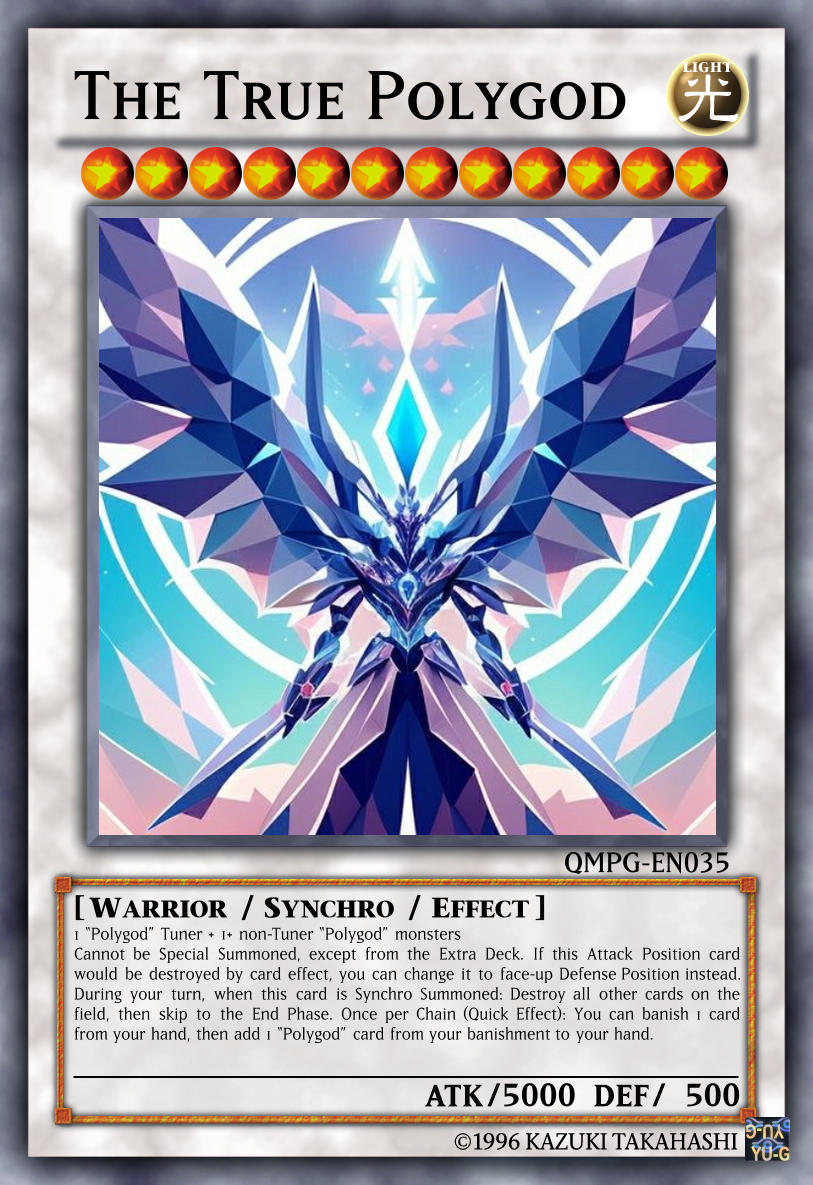 The True Polygod
LIGHT
光
QMPG-EN035
[ Warrior / Synchro / Effect ]
1 “Polygod” Tuner + 1+ non-Tuner “Polygod” monsters
Cannot be Special Summoned, except from the Extra Deck. If this Attack Position card
would be destroyed by card effect, you can change it to face-up Defense Position instead.
During your turn, when this card is Synchro Summoned: Destroy all other cards on the
field, then skip to the End Phase. Once per Chain (Quick Effect): You can banish 1 card
from your hand, then add 1 “Polygod” card from your banishment to your hand.
ATK/5000 DEF/ 500
©1996 KAZUKI TAKAHASHI
YU-G
YU-G